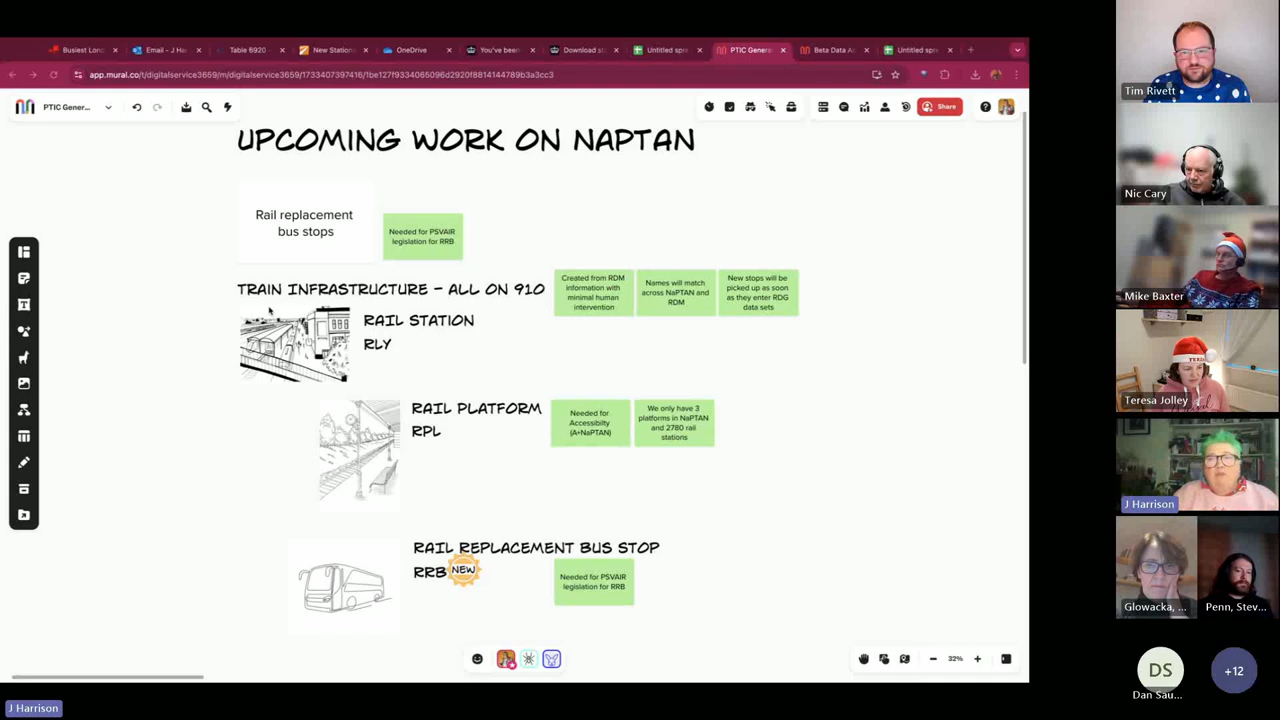 Busiest Lond
Email - J Ha
Table 6920
New Station
OneDrive
You've been
Download st
Untitled spre
PTIC Genera
Beta Data A
Untitled spre
app.mural.co/t/digitalservice3659/m/digitalservice3659/1733407397416/1be127f9334065096d2920f8814144789b3a3cc3
PTIC Gener...
Share
UPCOMING WORK ON NAPTAN
Rail replacement
bus stops
Needed for PSVAIR
legislation for RRB
TRAIN INFRASTRUCTURE - ALL ON 910
Created from RDM
information with
minimal human
intervention
Names will match
across NaPTAN and
RDM
New stops will be
picked up as soon
as they enter RDG
data sets
RAIL STATION
RLY
RAIL PLATFORM
RPL
Needed for
Accessibilty
(A+NaPTAN)
We only have 3
platforms in NaPTAN
and 2780 rail
stations
RAIL REPLACEMENT BUS STOP
RRB
NEW
Needed for PSVAIR
legislation for RRB
32%
Tim Rivett
Nic Cary
Mike Baxter
Teresa Jolley
J Harrison
Glowacka, ...
Penn, Stev...
DS
Dan Sau...
+12
J Harrison